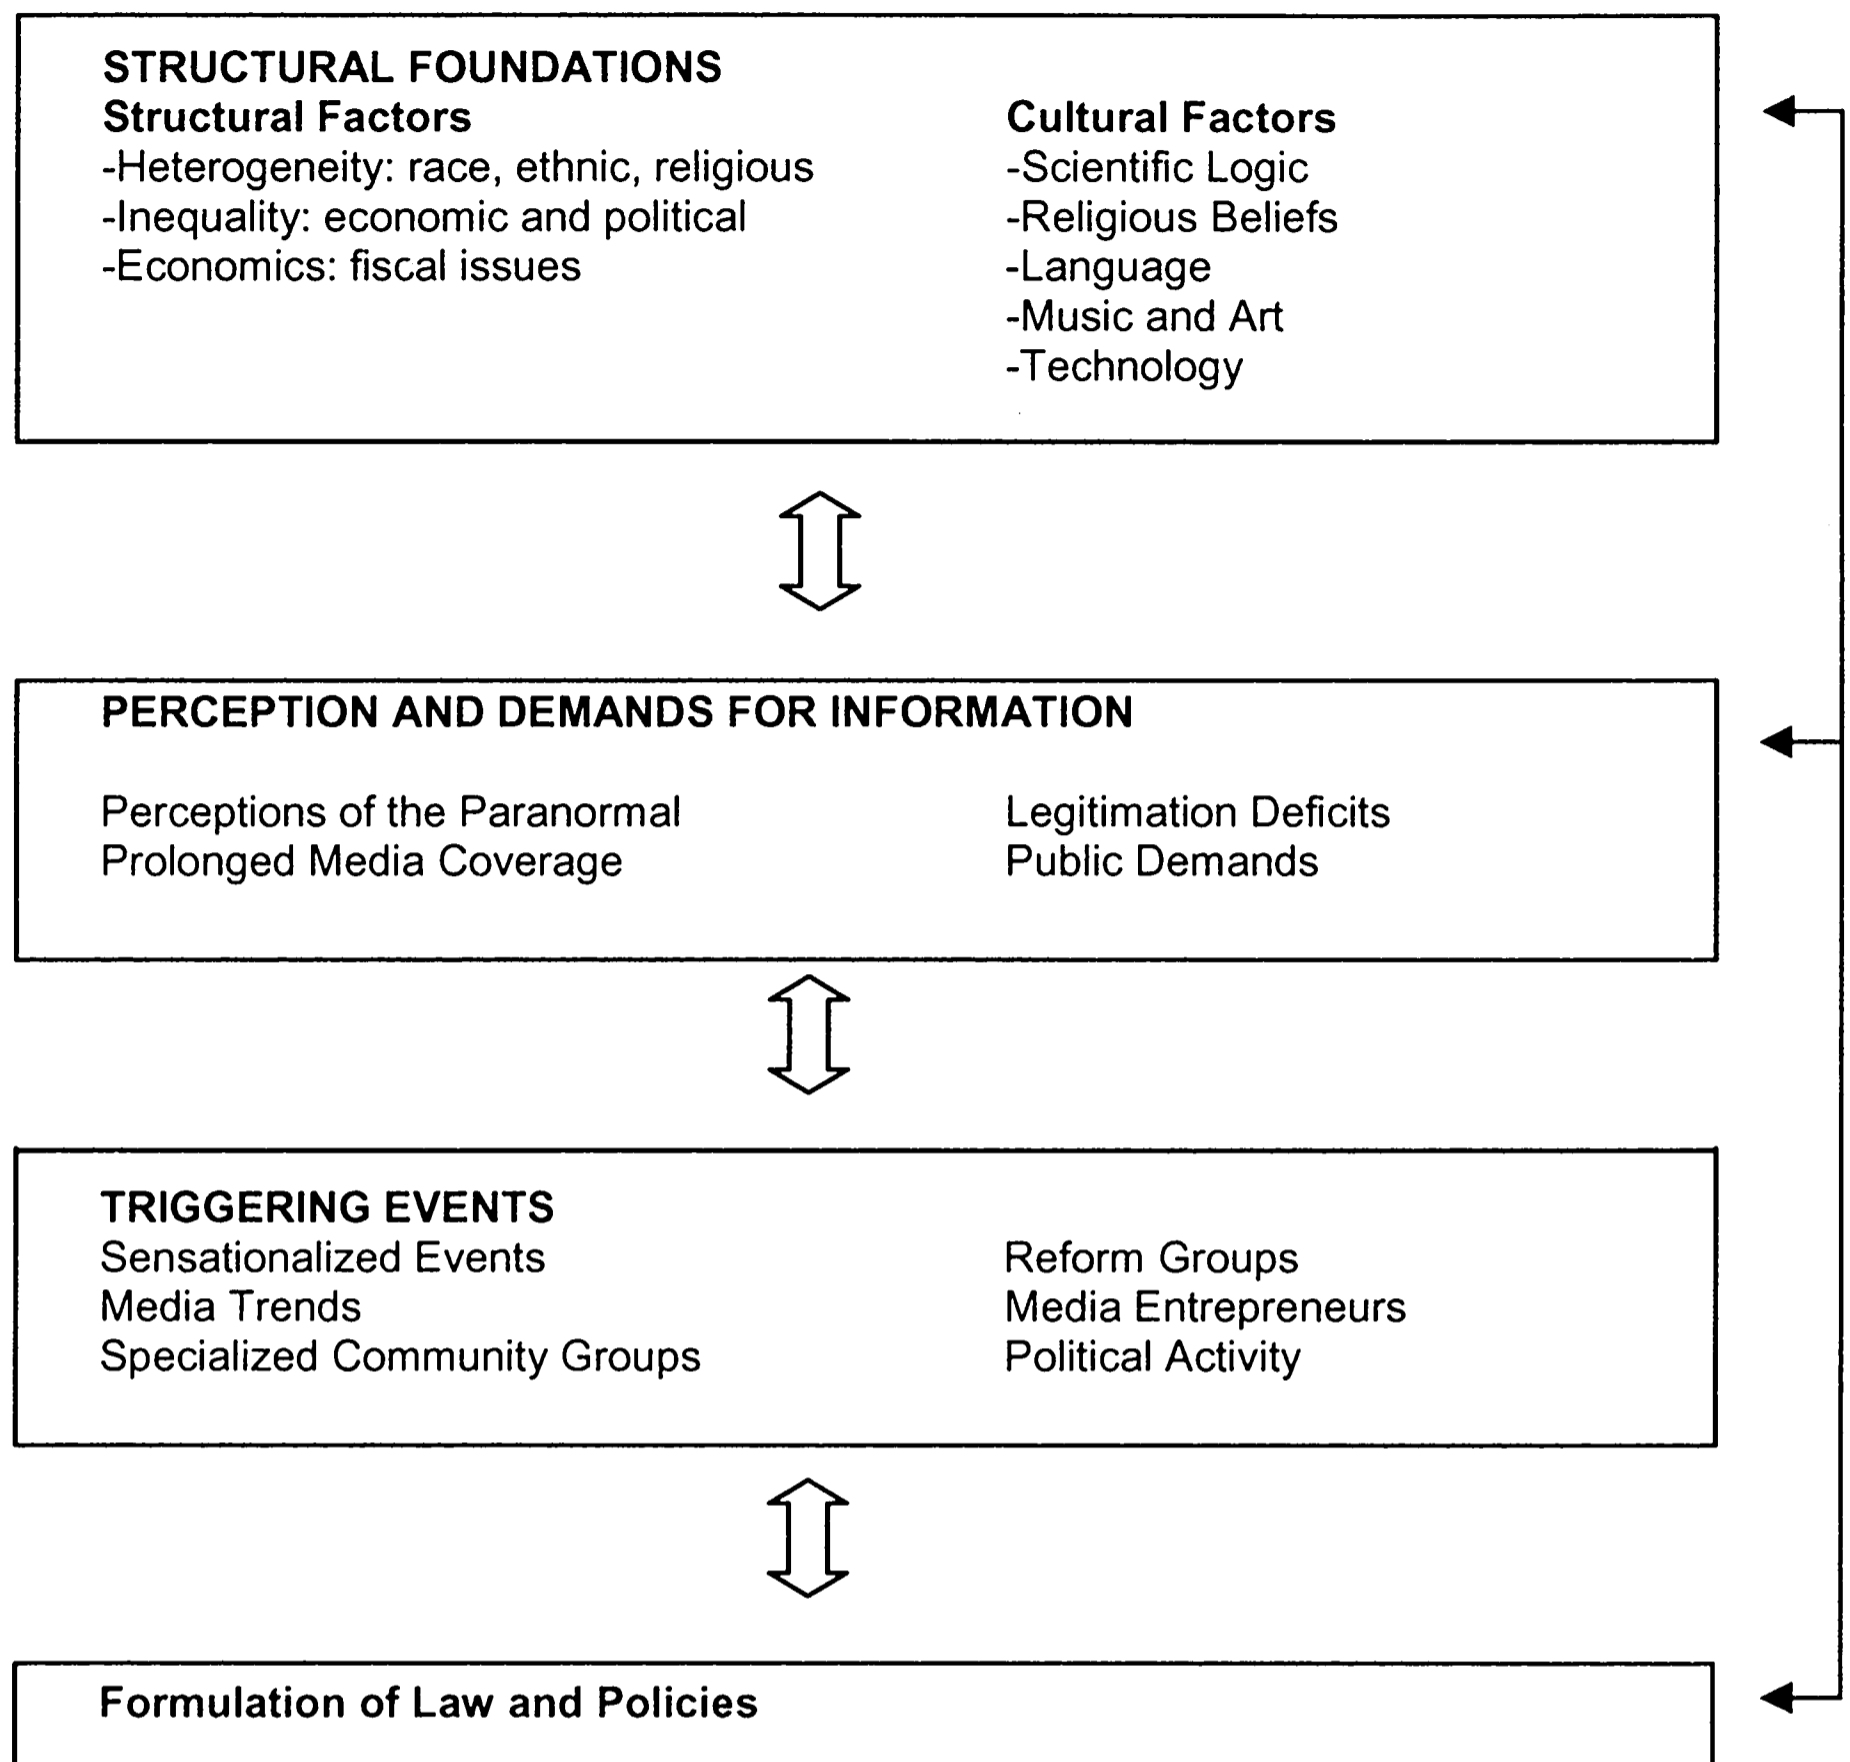 STRUCTURAL FOUNDATIONS
Structural Factors
-Heterogeneity: race, ethnic, religious
-Inequality: economic and political
-Economics: fiscal issues
Cultural Factors
-Scientific Logic
-Religious Beliefs
-Language
-Music and Art
-Technology
PERCEPTION AND DEMANDS FOR INFORMATION
Perceptions of the Paranormal
Prolonged Media Coverage
Legitimation Deficits
Public Demands
TRIGGERING EVENTS
Sensationalized Events
Media Trends
Specialized Community Groups
Reform Groups
Media Entrepreneurs
Political Activity
Formulation of Law and Policies